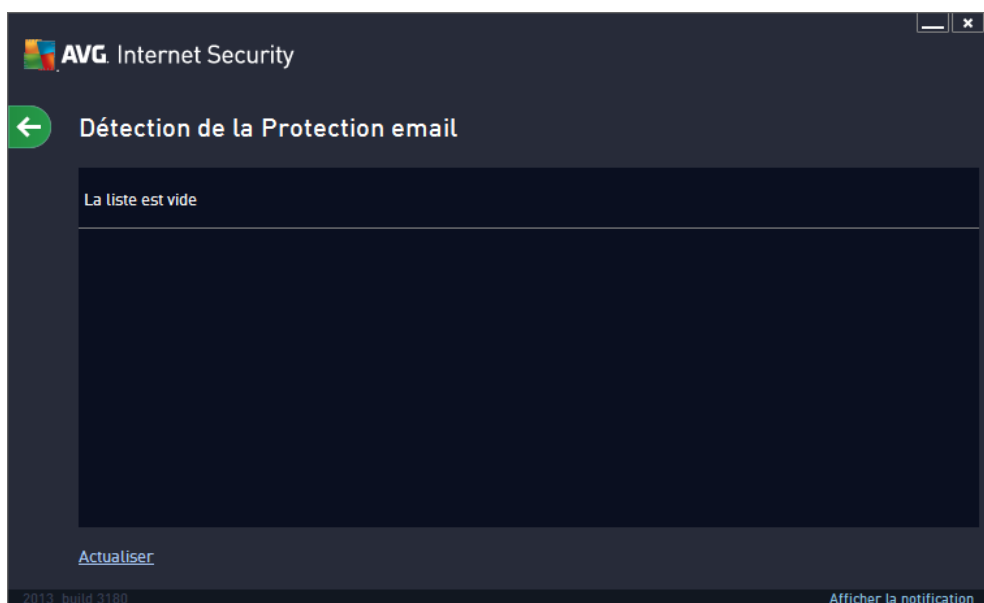 AVG. Internet Security
Détection de la Protection email
La liste est vide
Actualiser
2013 build 3180
Afficher la notification